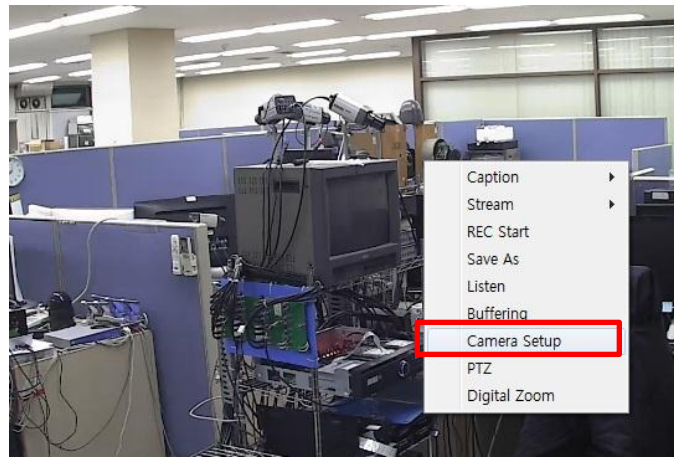 Caption
Stream
REC Start
Save As
Listen
Buffering
Camera Setup
PTZ
Digital Zoom